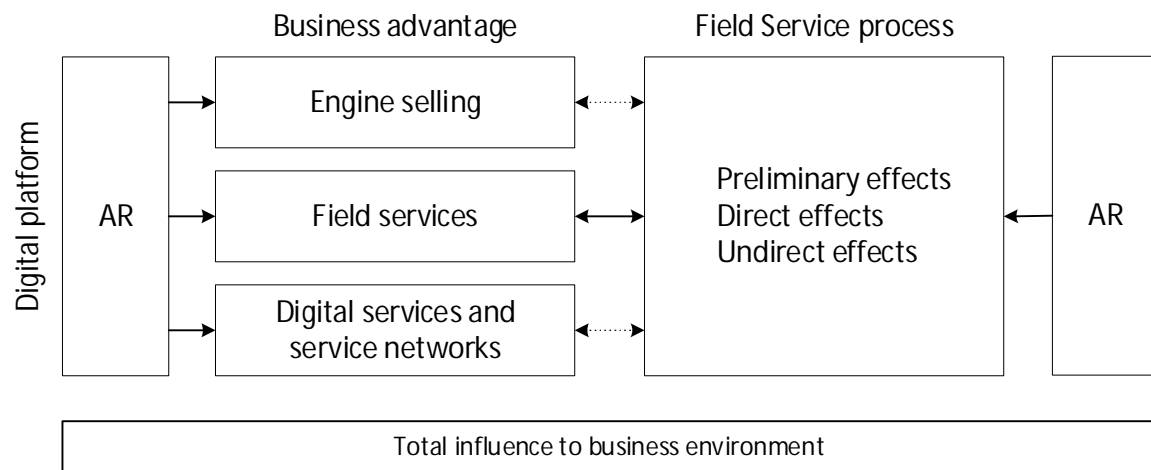 Business advantage
Field Service process
Digital platform
AR
Engine selling
Field services
Digital services and
service networks
Preliminary effects
Direct effects
Undirect effects
AR
Total influence to business environment